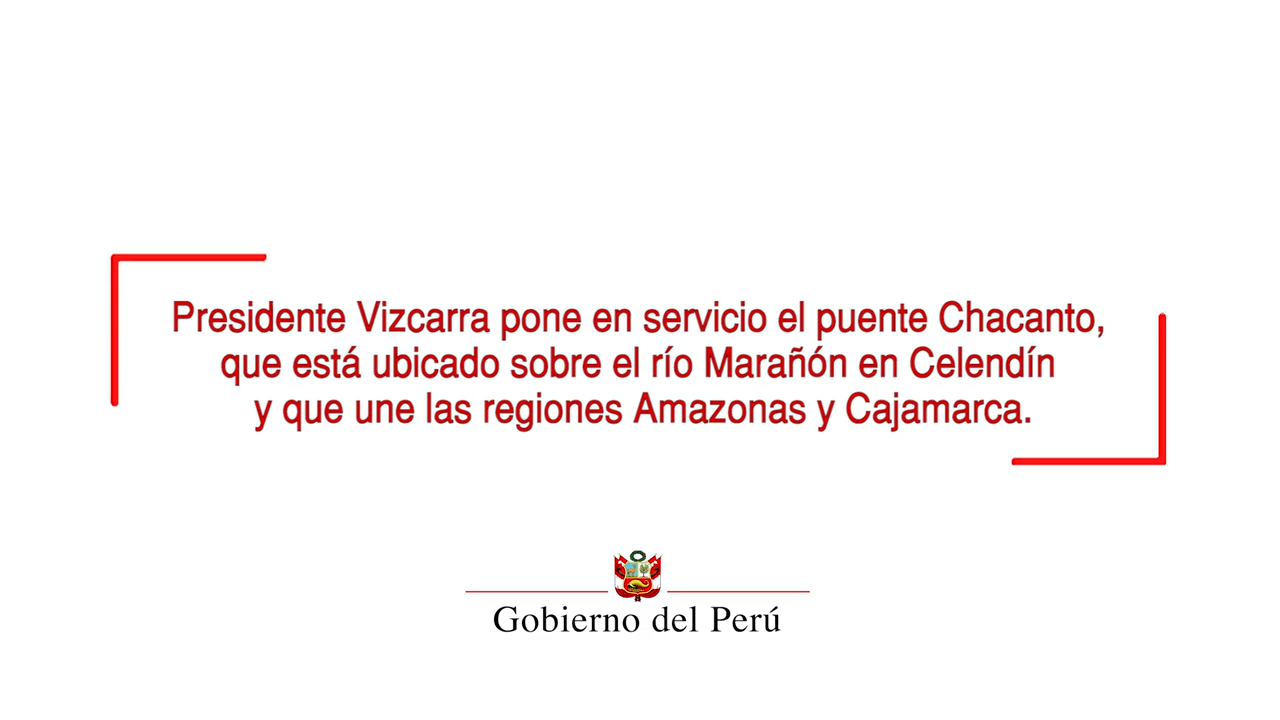 Presidente Vizcarra pone en servicio el puente Chacanto,
que está ubicado sobre el río Marañón en Celendín
y que une las regiones Amazonas y Cajamarca.
Gobierno del Perú